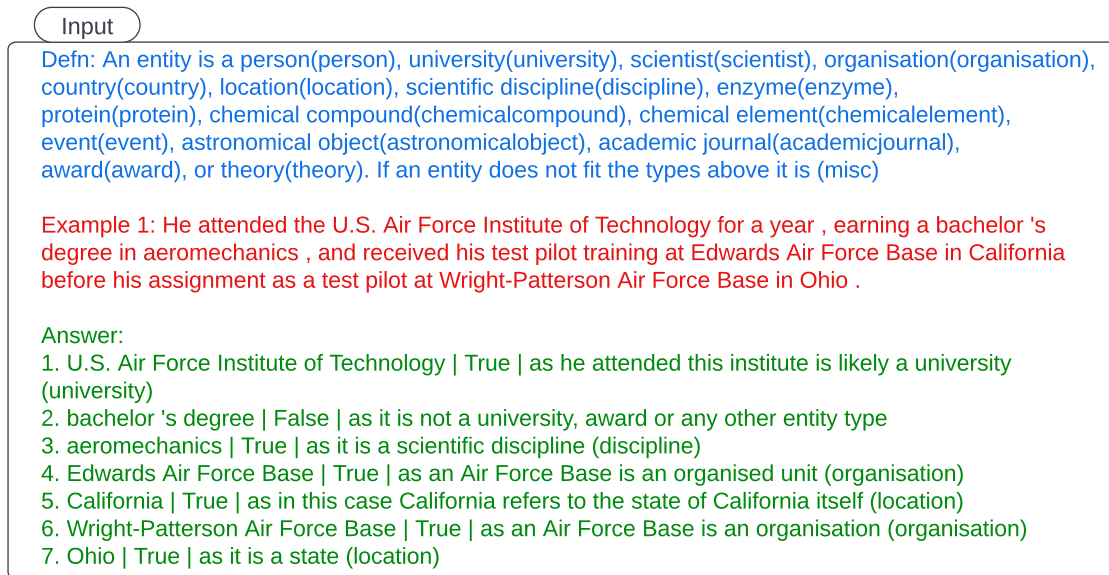 Input
Defn: An entity is a person(person), university(university), scientist(scientist), organisation(organisation),
country(country), location(location), scientific discipline(discipline), enzyme(enzyme),
protein(protein), chemical compound(chemicalcompound), chemical element(chemicalelement),
event(event), astronomical object(astronomicalobject), academic journal(academicjournal),
award(award), or theory(theory). If an entity does not fit the types above it is (misc)
Example 1: He attended the U.S. Air Force Institute of Technology for a year , earning a bachelor 's
degree in aeromechanics , and received his test pilot training at Edwards Air Force Base in California
before his assignment as a test pilot at Wright-Patterson Air Force Base in Ohio .
Answer:
1. U.S. Air Force Institute of Technology | True | as he attended this institute is likely a university
(university)
2. bachelor 's degree | False | as it is not a university, award or any other entity type
3. aeromechanics | True | as it is a scientific discipline (discipline)
4. Edwards Air Force Base | True | as an Air Force Base is an organised unit (organisation)
5. California | True | as in this case California refers to the state of California itself (location)
6. Wright-Patterson Air Force Base | True | as an Air Force Base is an organisation (organisation)
7. Ohio | True | as it is a state (location)